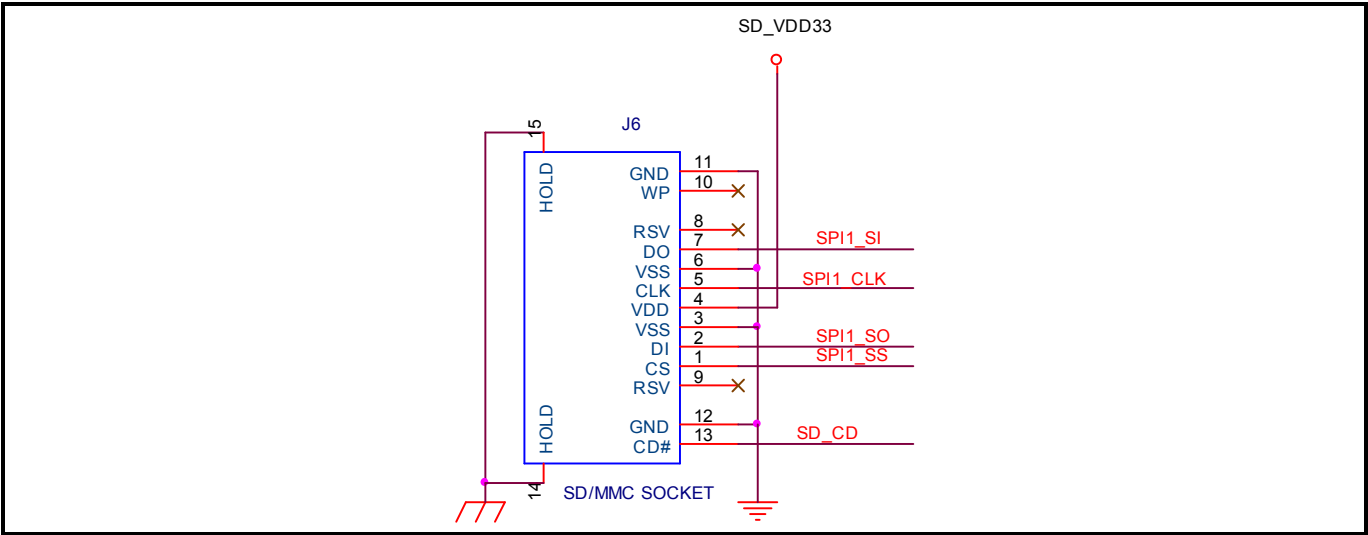 SD_VDD33
J6
15
HOLD
GND 11
WP 10
RSV 8
DO 7 SPI1_SI
VSS 6
CLK 5 SPI1_CLK
VDD 4
VSS 3
DI 2 SPI1_SO
CS 1 SPI1_SS
RSV 9
HOLD
GND 12
CD# 13 SD_CD
14
SD/MMC SOCKET